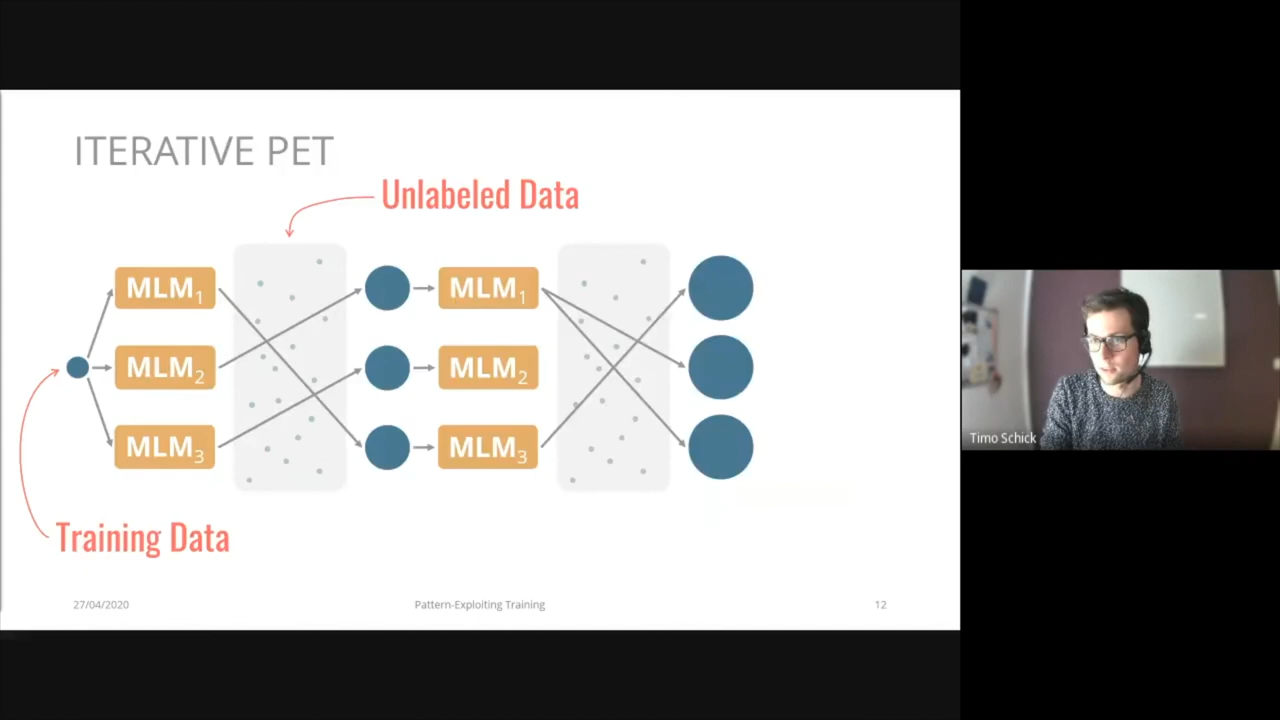 ITERATIVE PET
Unlabeled Data
MLM1
MLM1
MLM2
MLM2
MLM3
MLM3
Training Data
27/04/2020
Pattern-Exploiting Training
12
Timo Schick